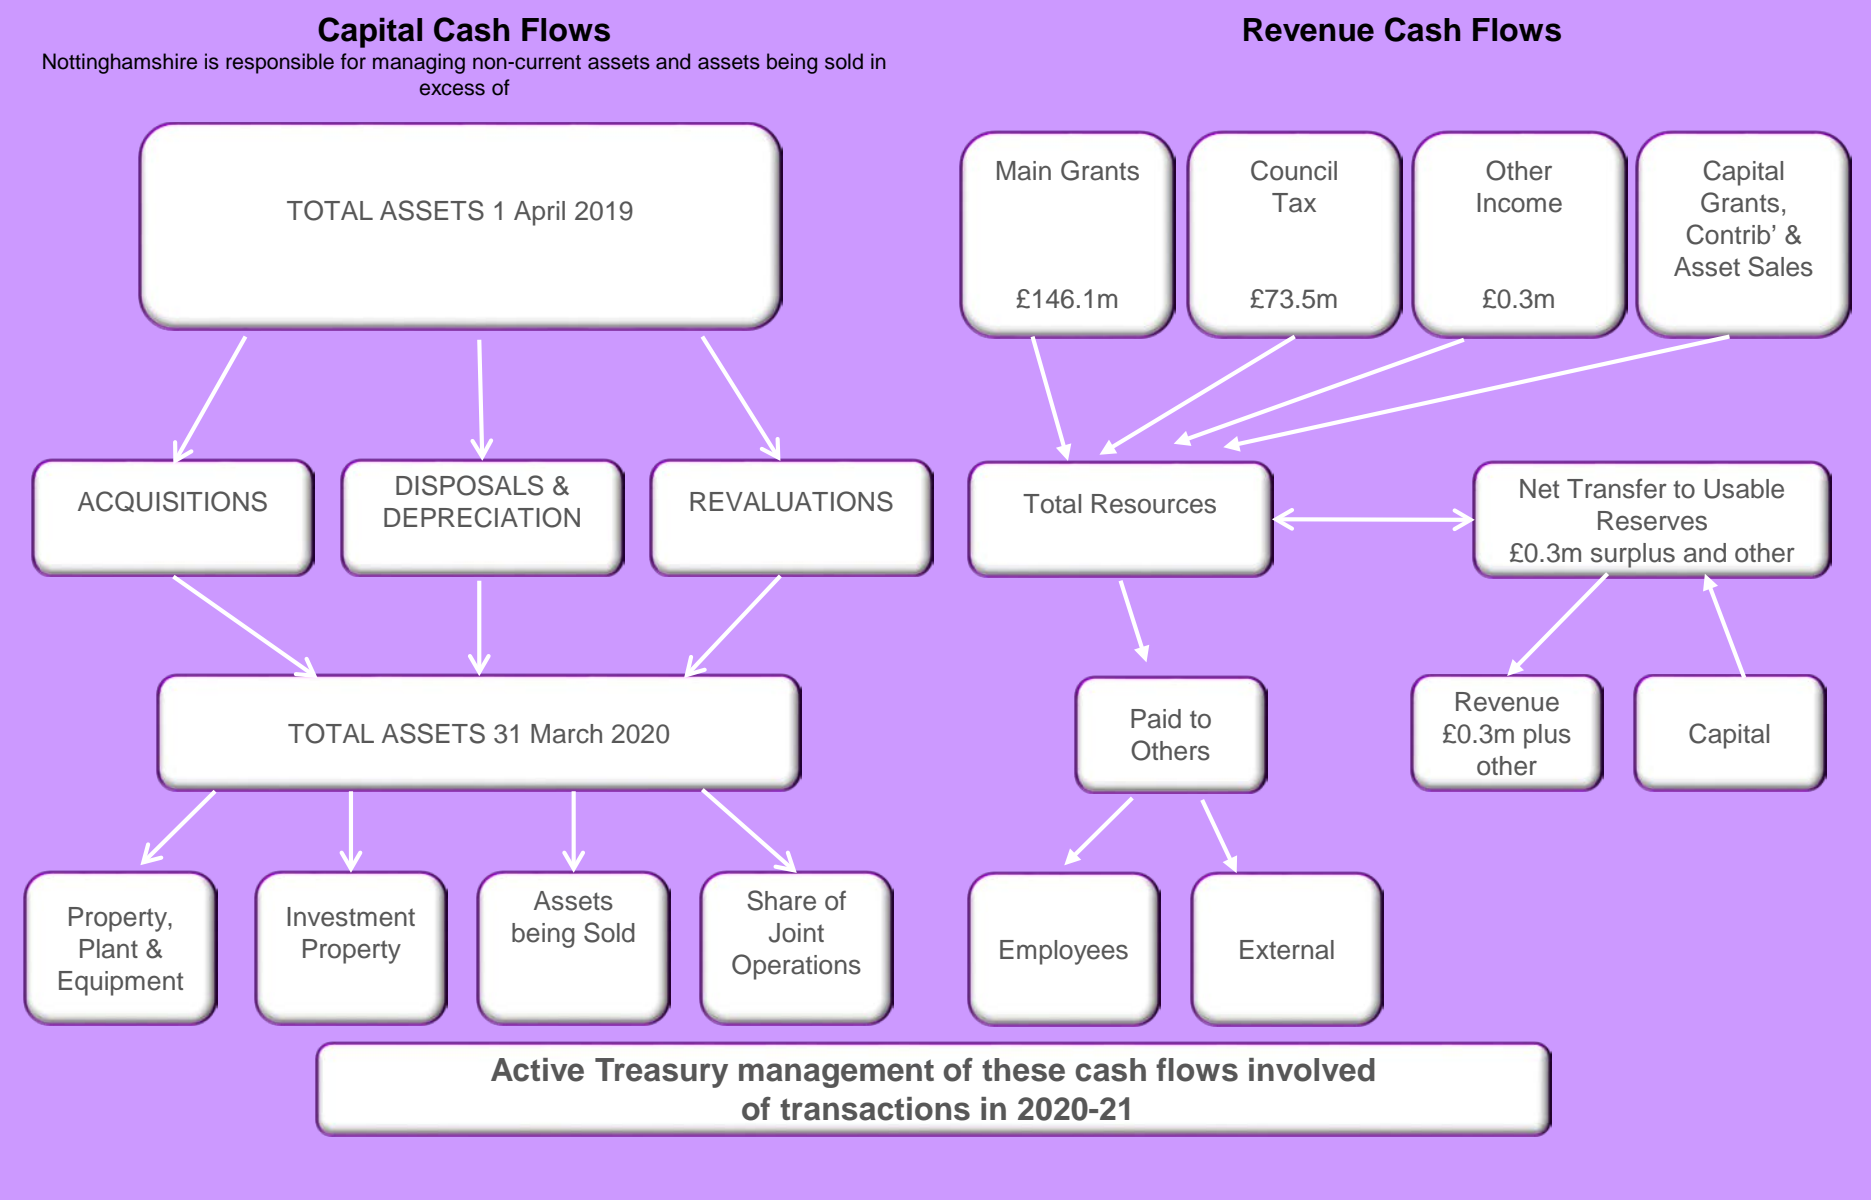 Capital Cash Flows
Nottinghamshire is responsible for managing non-current assets and assets being sold in
excess of
TOTAL ASSETS 1 April 2019
ACQUISITIONS
DISPOSALS &
DEPRECIATION
REVALUATIONS
TOTAL ASSETS 31 March 2020
Property,
Plant &
Equipment
Investment
Property
Assets
being Sold
Share of
Joint
Operations
Revenue Cash Flows
Main Grants
£146.1m
Council
Tax
£73.5m
Other
Income
£0.3m
Capital
Grants,
Contrib’ &
Asset Sales
Total Resources
Net Transfer to Usable
Reserves
£0.3m surplus and other
Paid to
Others
Revenue
£0.3m plus
other
Capital
Employees
External
Active Treasury management of these cash flows involved
of transactions in 2020-21